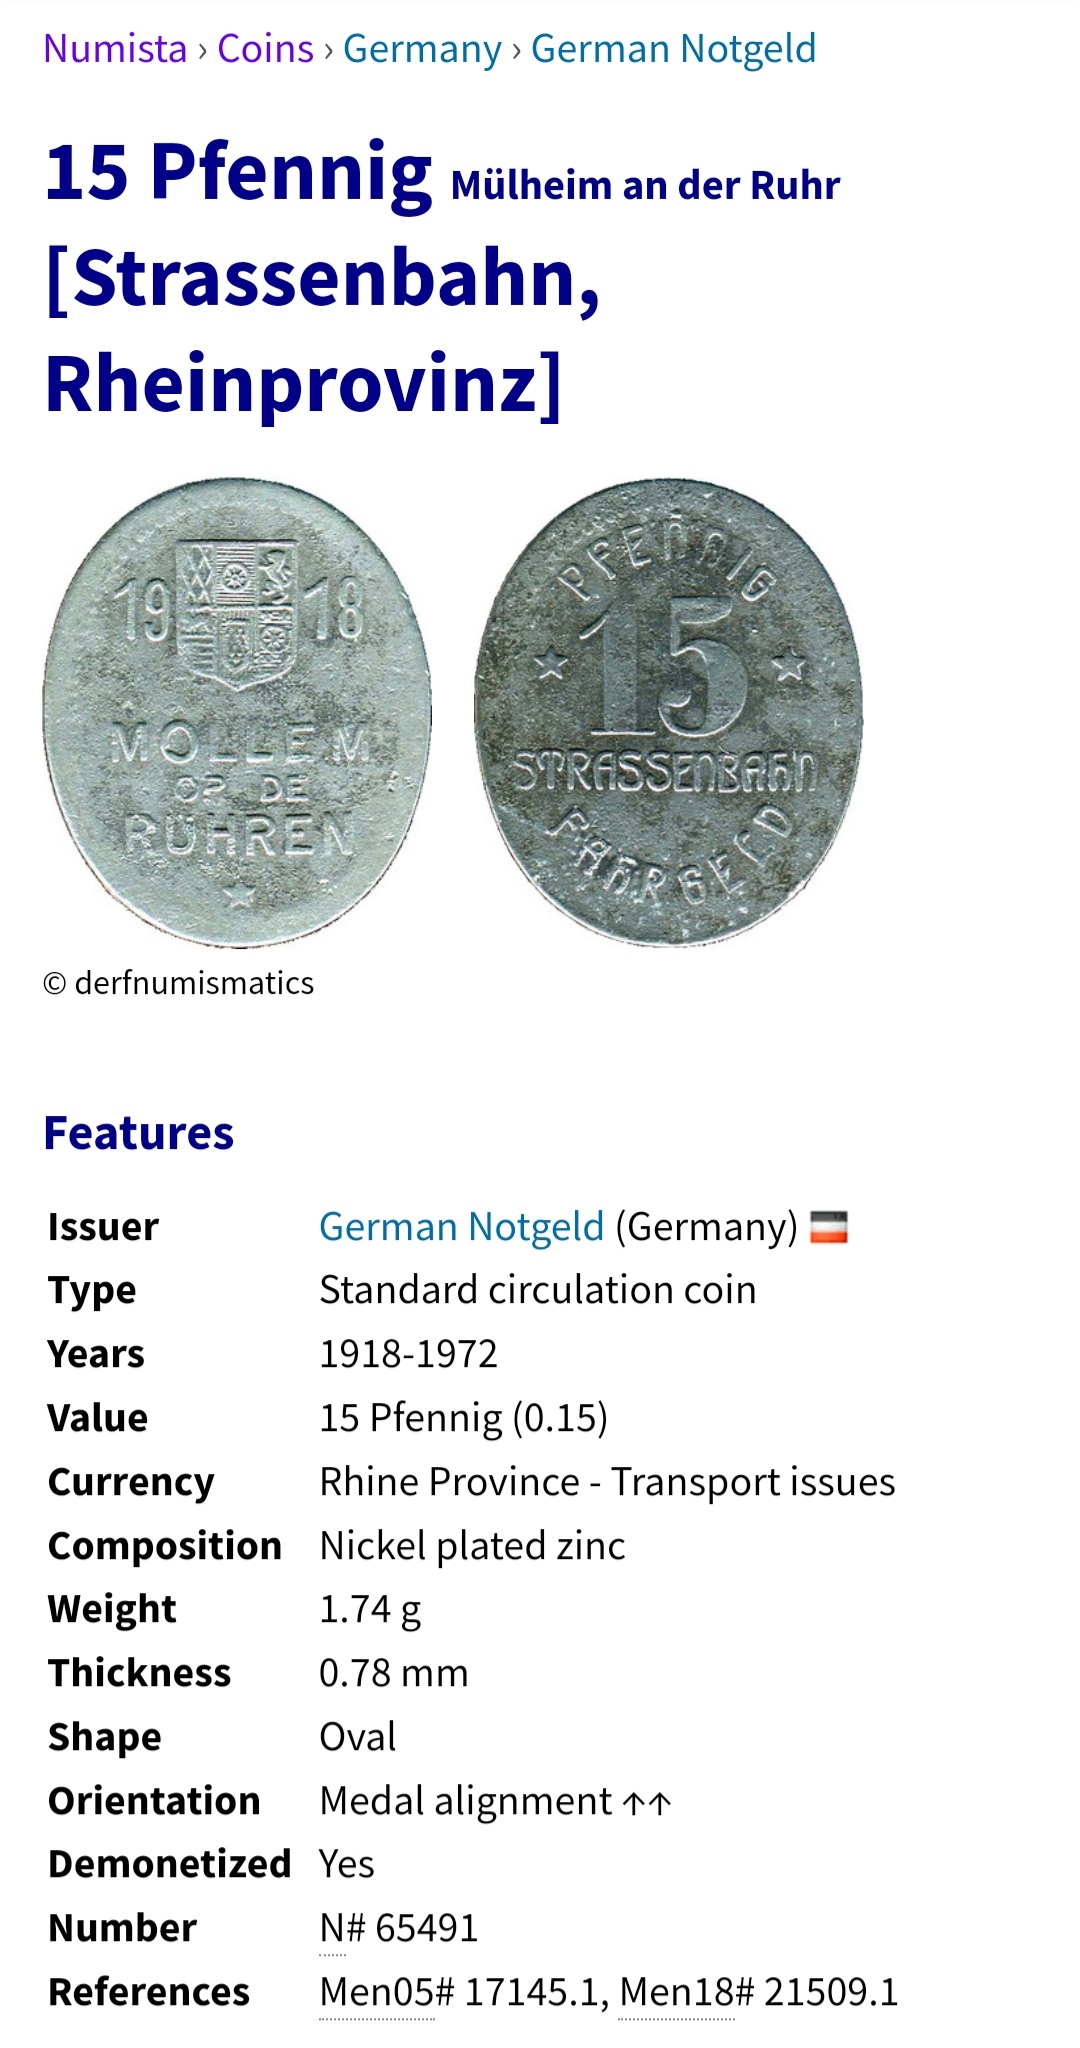 Numista › Coins › Germany › German Notgeld
15 Pfennig Mülheim an der Ruhr
[Strassenbahn,
Rheinprovinz]
19 18
MOLLEM
OP DE
RUHREN
PFENNIG
15
STRASSENBAHN
FAHRGELD
© derfnumismatics
Features
Issuer German Notgeld (Germany)
Type Standard circulation coin
Years 1918-1972
Value 15 Pfennig (0.15)
Currency Rhine Province - Transport issues
Composition Nickel plated zinc
Weight 1.74 g
Thickness 0.78 mm
Shape Oval
Orientation Medal alignment ↑↑
Demonetized Yes
Number N# 65491
References Men05# 17145.1, Men18# 21509.1